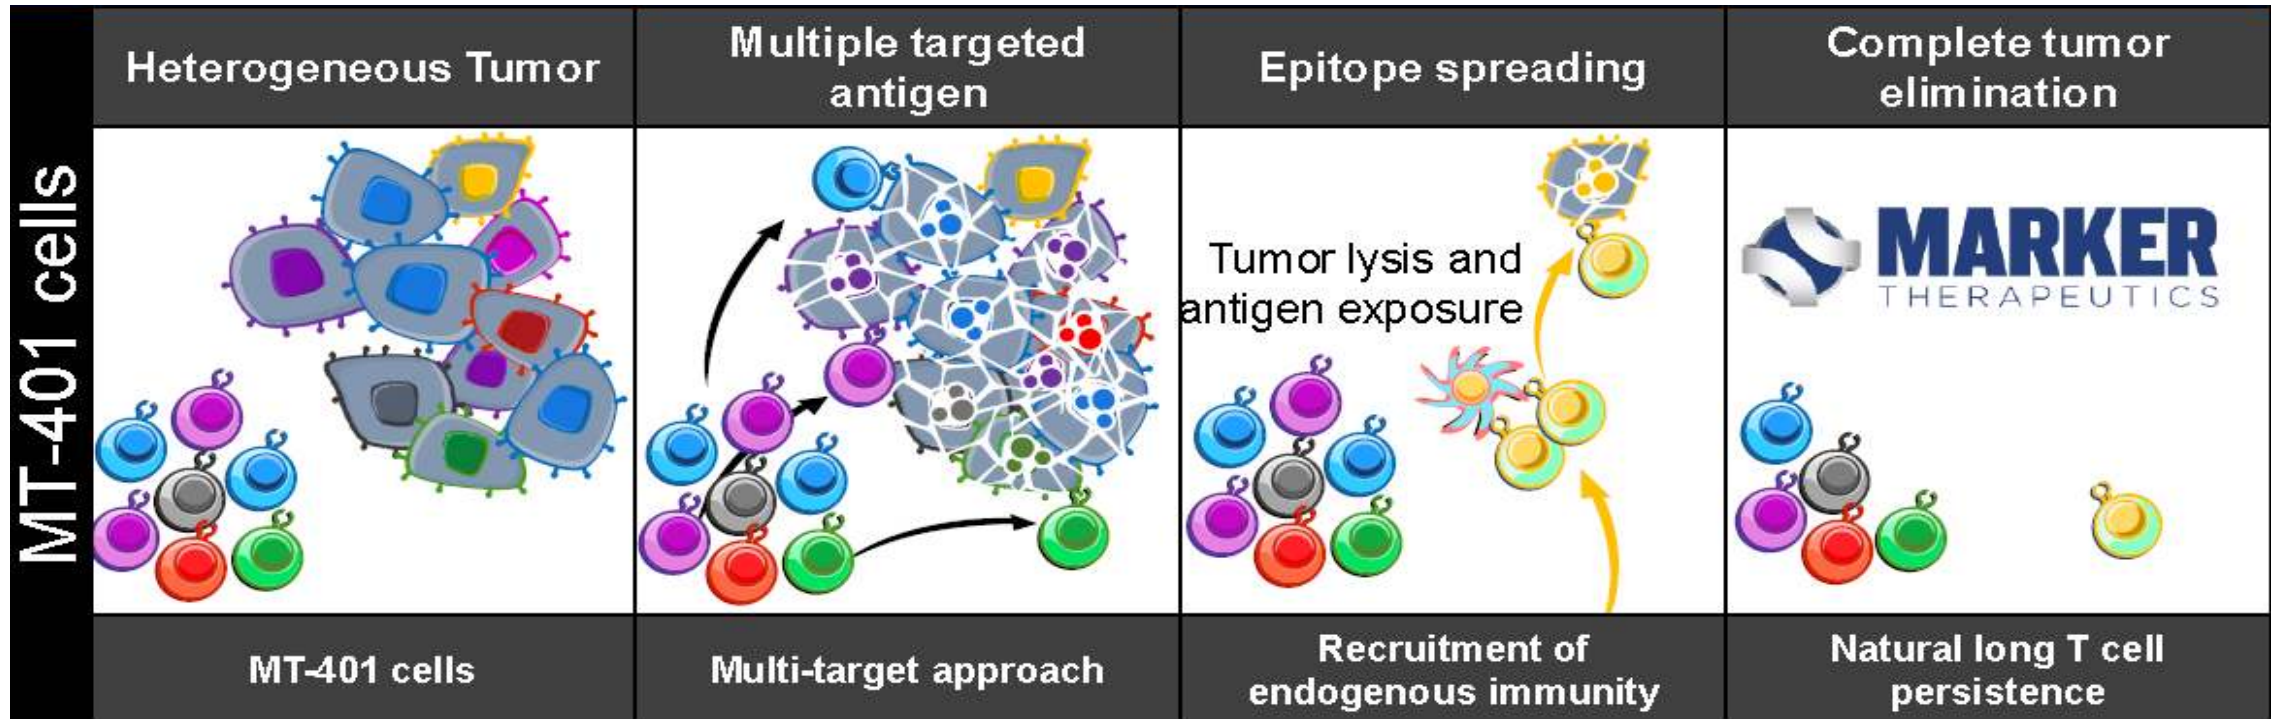 MT-401 cells
Heterogeneous Tumor
Multiple targeted
antigen
Epitope spreading
Complete tumor
elimination
Tumor lysis and
antigen exposure
MARKER
THERAPEUTICS
MT-401 cells
Multi-target approach
Recruitment of
endogenous immunity
Natural long T cell
persistence